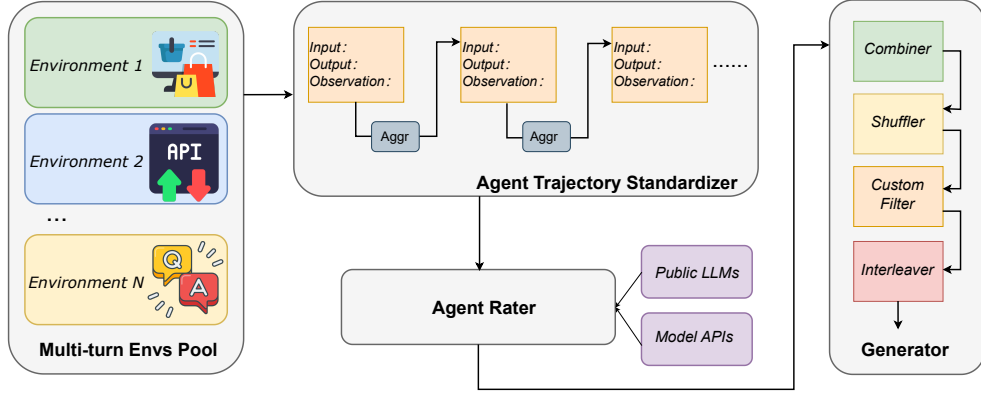 Environment 1
Environment 2
API
...
Environment N
Q
A
Multi-turn Envs Pool
Input:
Output:
Observation:
Aggr
Input:
Output:
Observation:
Aggr
Input:
Output:
Observation:
......
Agent Trajectory Standardizer
Agent Rater
Public LLMs
Model APIs
Combiner
Shuffler
Custom
Filter
Interleaver
Generator